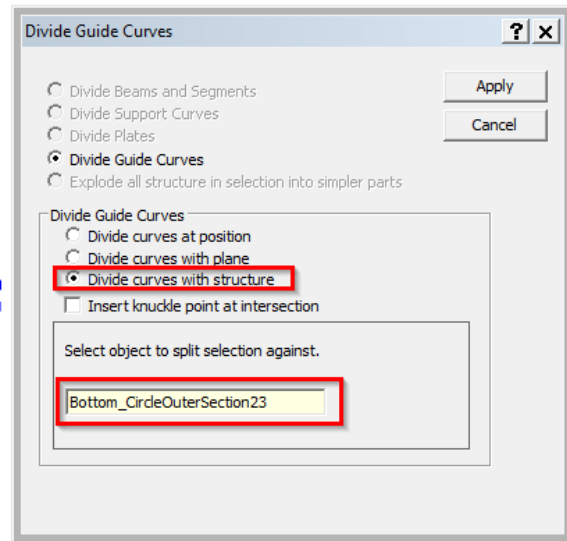 Divide Guide Curves
? x
Divide Beams and Segments
Apply
Divide Support Curves
Divide Plates
Cancel
Divide Guide Curves
Explode all structure in selection into simpler parts
Divide Guide Curves
Divide curves at position
Divide curves with plane
Divide curves with structure
Insert knuckle point at intersection
Select object to split selection against.
Bottom_CircleOuterSection23